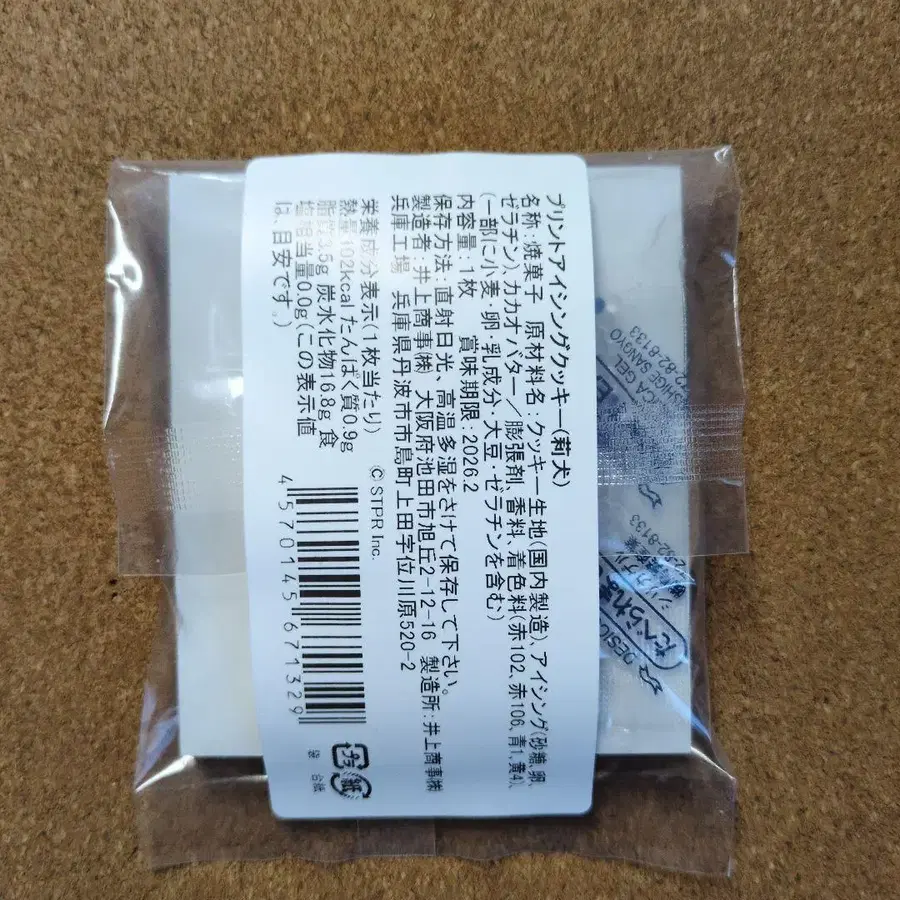 プリントアイシングクッキー(莉犬)
名称:焼菓子　原材料名:クッキー生地(国内製造)、アイシング(砂糖、卵、
ゼラチン)、カカオバター／膨張剤、香料、着色料(赤102、赤106、青1、黄4)、
(一部に小麦・卵・乳成分・大豆・ゼラチンを含む)
内容量:1枚　賞味期限:2026.2
保存方法:直射日光、高温多湿をさけて保存して下さい。
製造者:井上商事㈱ 大阪府池田市旭丘2-12-16 製造所:井上商事㈱
兵庫工場 兵庫県丹波市市島町上田字位川原520-2
栄養成分表示(1枚当たり)
熱量102kcal たんぱく質0.9g
脂質3.5g 炭水化物16.8g 食
塩相当量0.0g(この表示値
は、目安です。)
© STPR Inc.
4570145671329
プラ
袋
紙
台紙
SHIGE SANGYO
72-82-8133